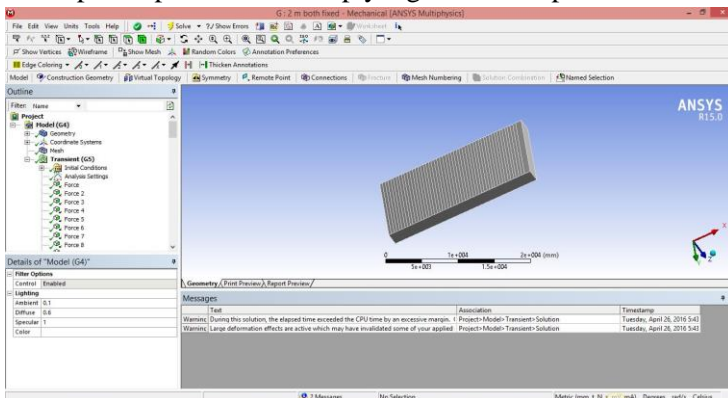 G : 2 m both fixed - Mechanical [ANSYS Multiphysics]
File Edit View Units Tools Help Solve ?/ Show Errors Worksheet
Show Vertices Wireframe Show Mesh Random Colors Annotation Preferences
Edge Coloring Thicken Annotations
Model Construction Geometry Virtual Topology Symmetry Remote Point Connections Fracture Mesh Numbering Solution Combination Named Selection
Outline
Filter: Name
Project
Model (G4)
Geometry
Coordinate Systems
Mesh
Transient (G5)
Initial Conditions
Analysis Settings
Force
Force 2
Force 3
Force 4
Force 5
Force 6
Force 7
Force 8
ANSYS
R15.0
X
Z
0 1e+004 2e+004 (mm)
5e+003 1.5e+004
Details of "Model (G4)"
Filter Options
Control Enabled
Lighting
Ambient 0.1
Diffuse 0.6
Specular 1
Color
Geometry Print Preview Report Preview
Messages
Text Association Timestamp
Warning During this solution, the elapsed time exceeded the CPU time by an excessive margin. Project>Model>Transient>Solution Tuesday, April 26, 2016 5:43
Warning Large deformation effects are active which may have invalidated some of your applied Project>Model>Transient>Solution Tuesday, April 26, 2016 5:43
2 Messages No Selection Metric (mm, t, N, s, mV, mA) Degrees rad/s Celsius